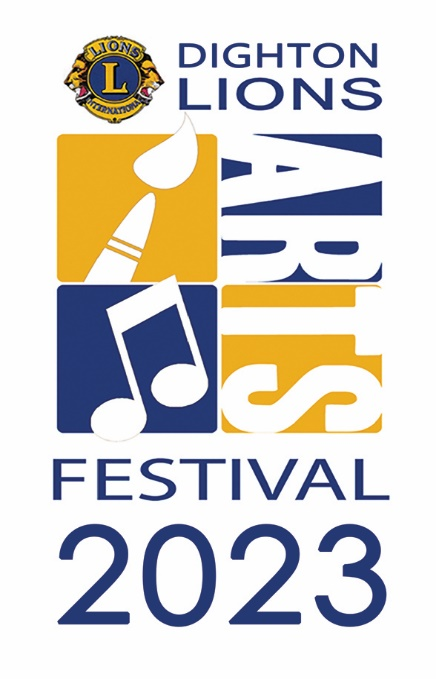 LIONS
L
INTERNATIONAL
DIGHTON
LIONS
ARTS
FESTIVAL
2023